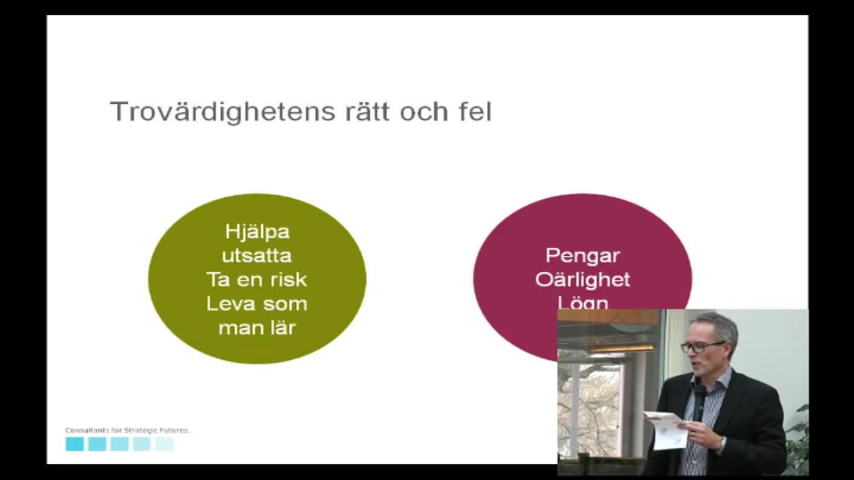 Trovärdighetens rätt och fel
Hjälpa
utsatta
Ta en risk
Leva som
man lär
Pengar
Oärlighet
Lögn
Consultants for Strategic Futures.